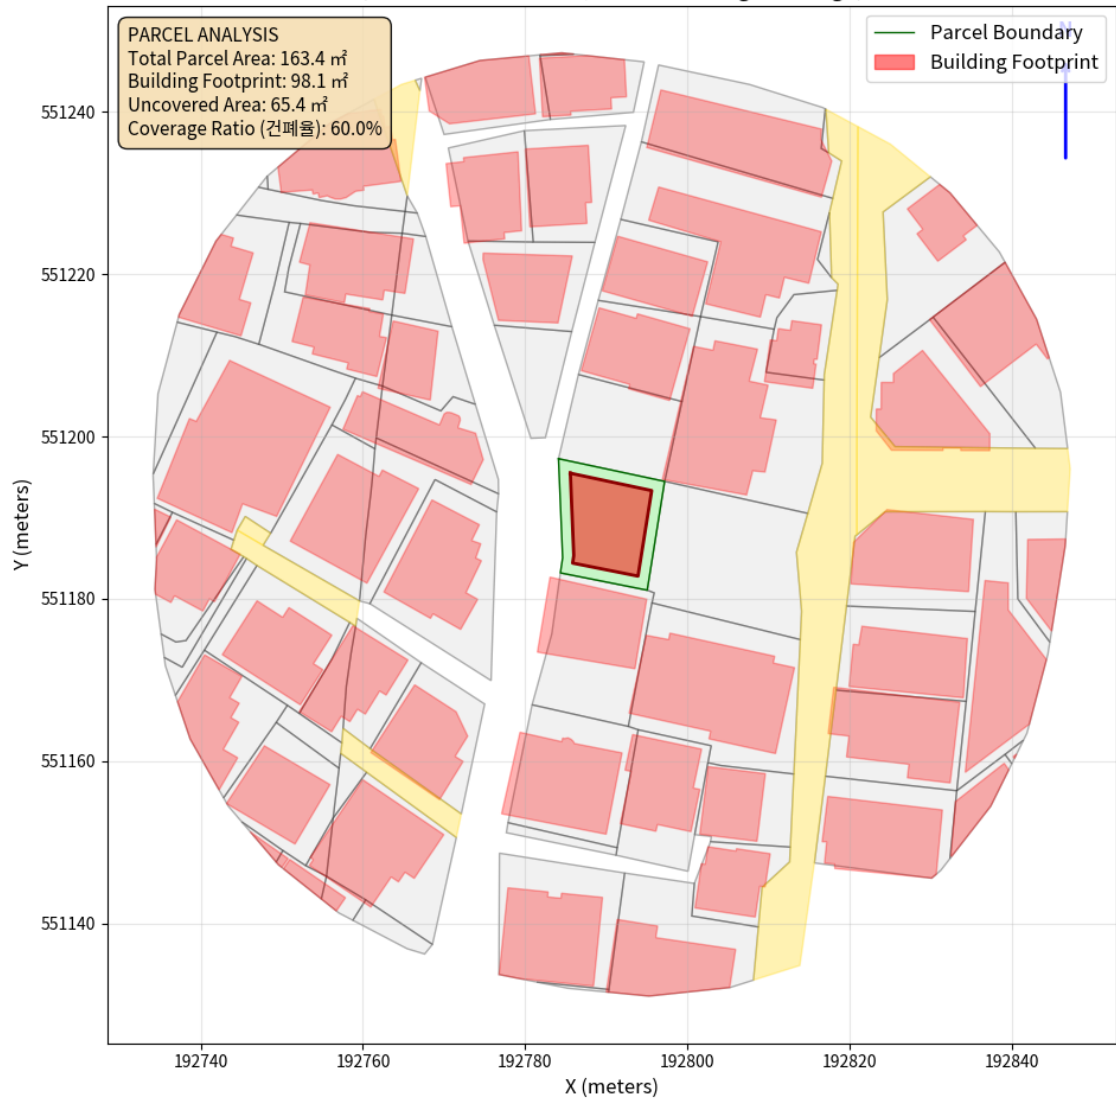 PARCEL ANALYSIS
Total Parcel Area: 163.4 ㎡
Building Footprint: 98.1 ㎡
Uncovered Area: 65.4 ㎡
Coverage Ratio (건폐율): 60.0%
N
Parcel Boundary
Building Footprint
551240
551220
551200
551180
551160
551140
Y (meters)
192740
192760
192780
192800
192820
192840
X (meters)